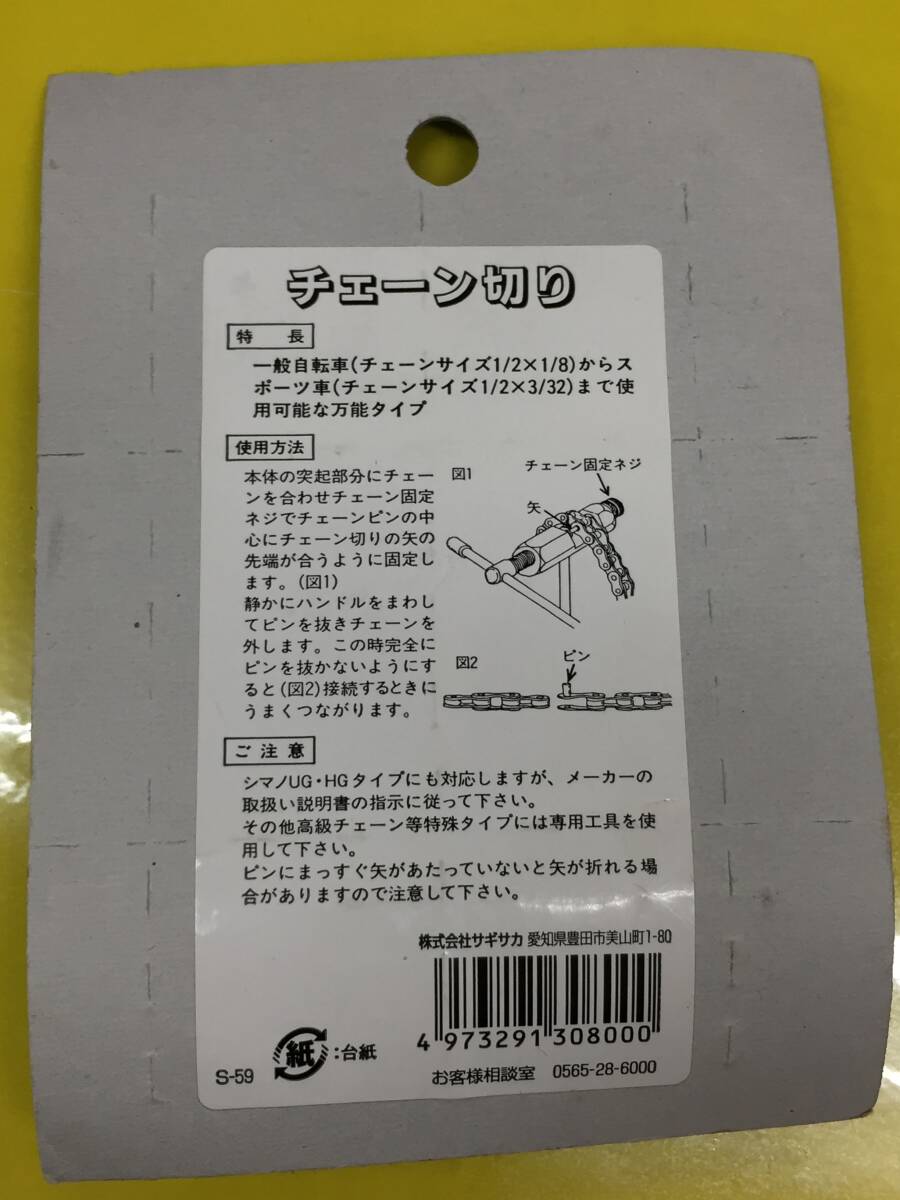 チェーン切り
特 長
一般自転車(チェーンサイズ1/2×1/8)からス
ポーツ車(チェーンサイズ1/2×3/32)まで使
用可能な万能タイプ
使用方法
本体の突起部分にチェー
ンを合わせチェーン固定
ネジでチェーンピンの中
心にチェーン切りの矢の
先端が合うように固定し
ます。(図1)
静かにハンドルをまわし
てピンを抜きチェーンを
外します。この時完全に
ピンを抜かないようにす
ると(図2)接続するときに
うまくつながります。
図1
チェーン固定ネジ
矢
図2
ピン
ご注意
シマノUG・HGタイプにも対応しますが、メーカーの
取扱い説明書の指示に従って下さい。
その他高級チェーン等特殊タイプには専用工具を使
用して下さい。
ピンにまっすぐ矢があたっていないと矢が折れる場
合がありますので注意して下さい。
株式会社サギサカ 愛知県豊田市美山町1-80
4 973291 308000
S-59
紙:台紙
お客様相談室 0565-28-6000